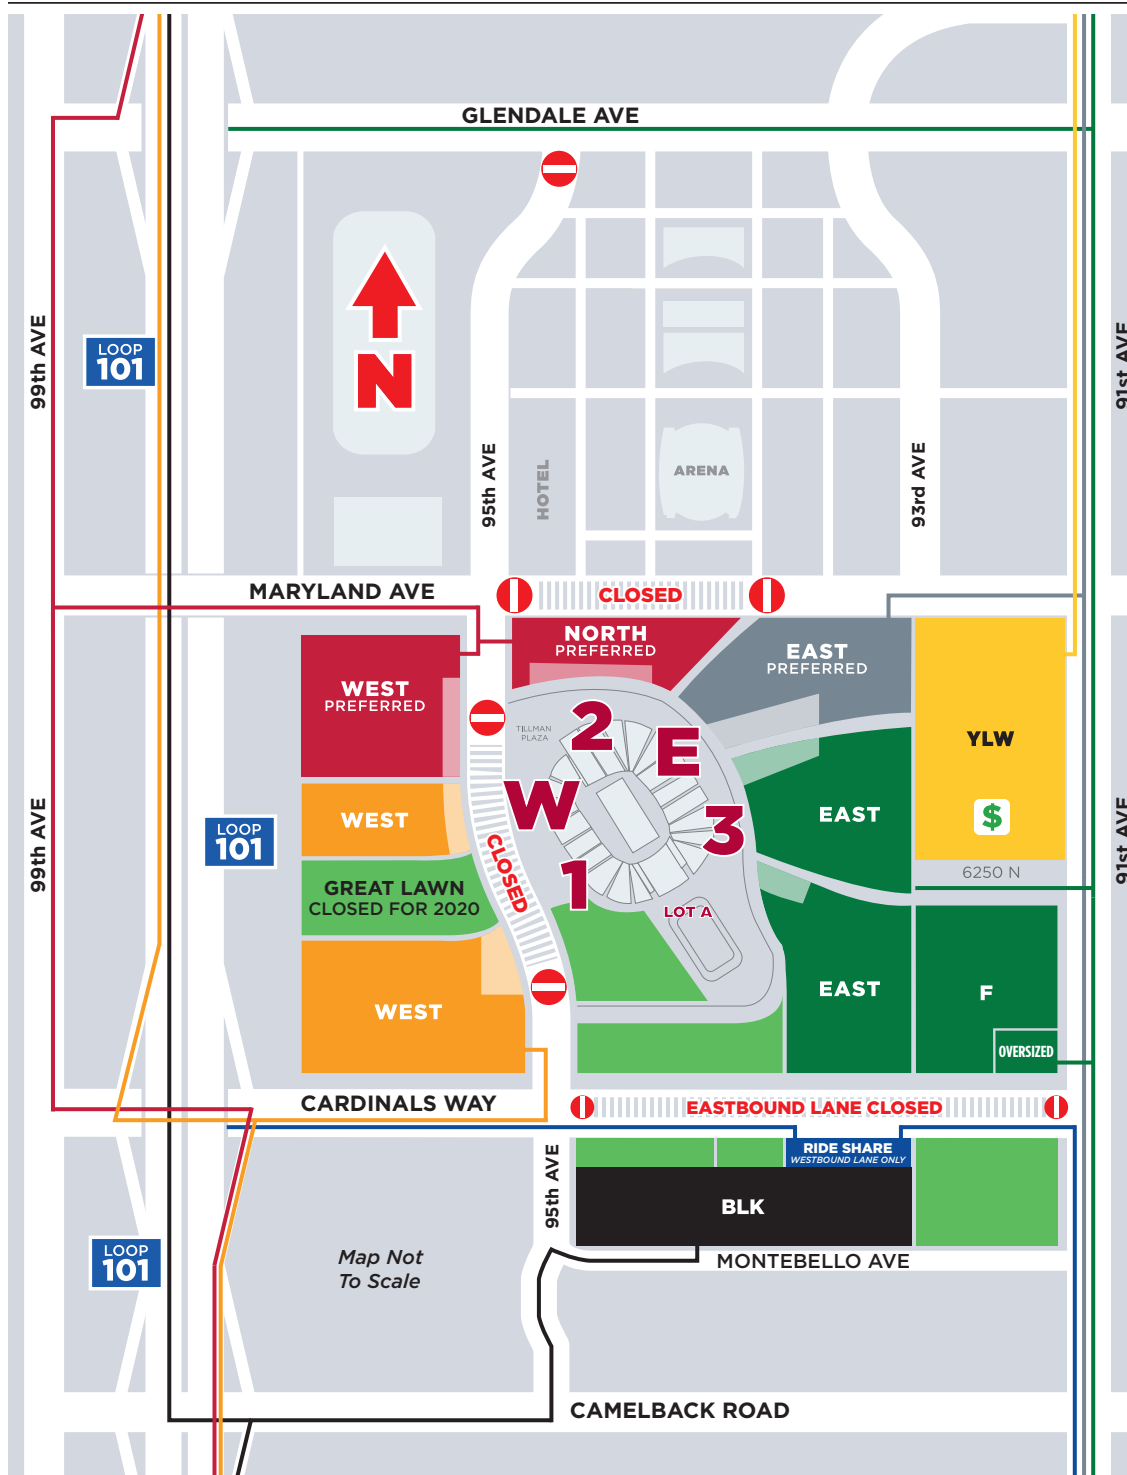 GLENDALE AVE
N
99th AVE
LOOP
101
91st AVE
95th AVE
HOTEL
ARENA
93rd AVE
MARYLAND AVE
CLOSED
NORTH
PREFERRED
EAST
PREFERRED
WEST
PREFERRED
TILLMAN
PLAZA
2
E
YLW
$
W
3
WEST
EAST
99th AVE
LOOP
101
CLOSED
91st AVE
6250 N
1
GREAT LAWN
CLOSED FOR 2020
LOT A
EAST
F
WEST
OVERSIZED
CARDINALS WAY
EASTBOUND LANE CLOSED
RIDE SHARE
WESTBOUND LANE ONLY
95th AVE
BLK
LOOP
101
Map Not
To Scale
MONTEBELLO AVE
CAMELBACK ROAD